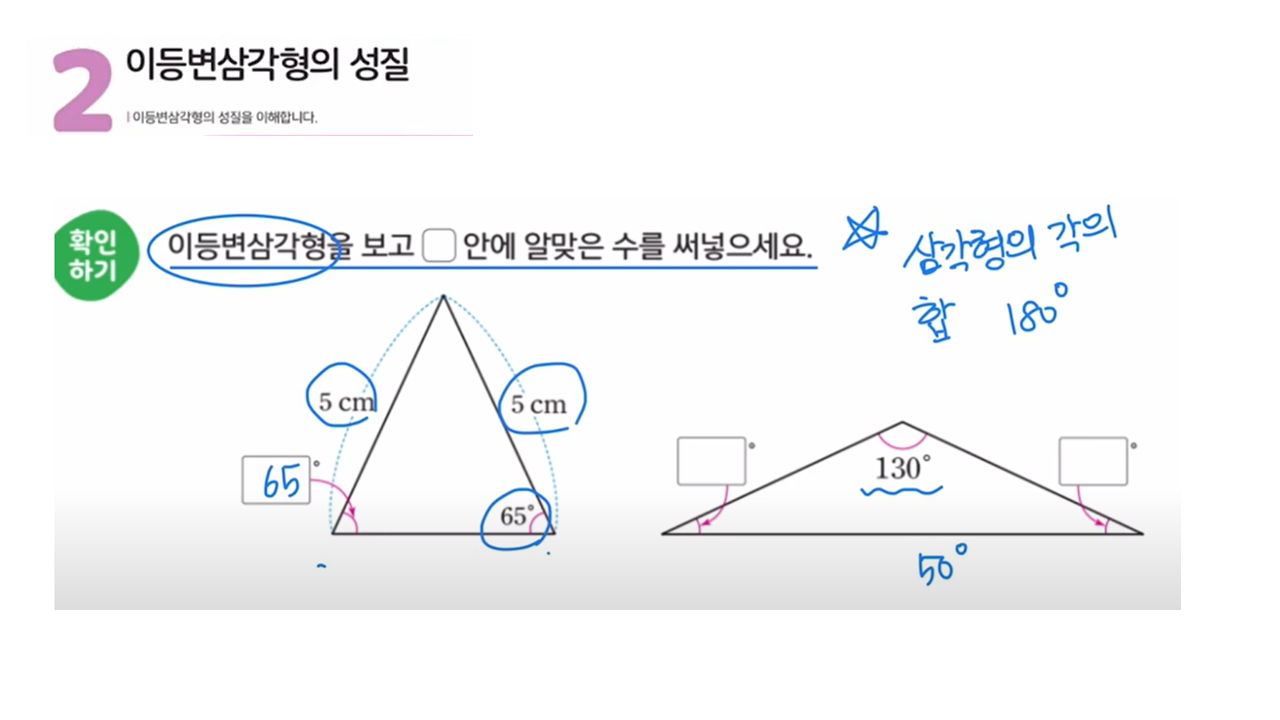 2 이등변삼각형의 성질
이등변삼각형의 성질을 이해합니다.
확인
하기
이등변삼각형을 보고 □ 안에 알맞은 수를 써넣으세요.
☆ 삼각형의 각의
합 180°
5 cm
5 cm
65°
65°
130°
°
°
50°